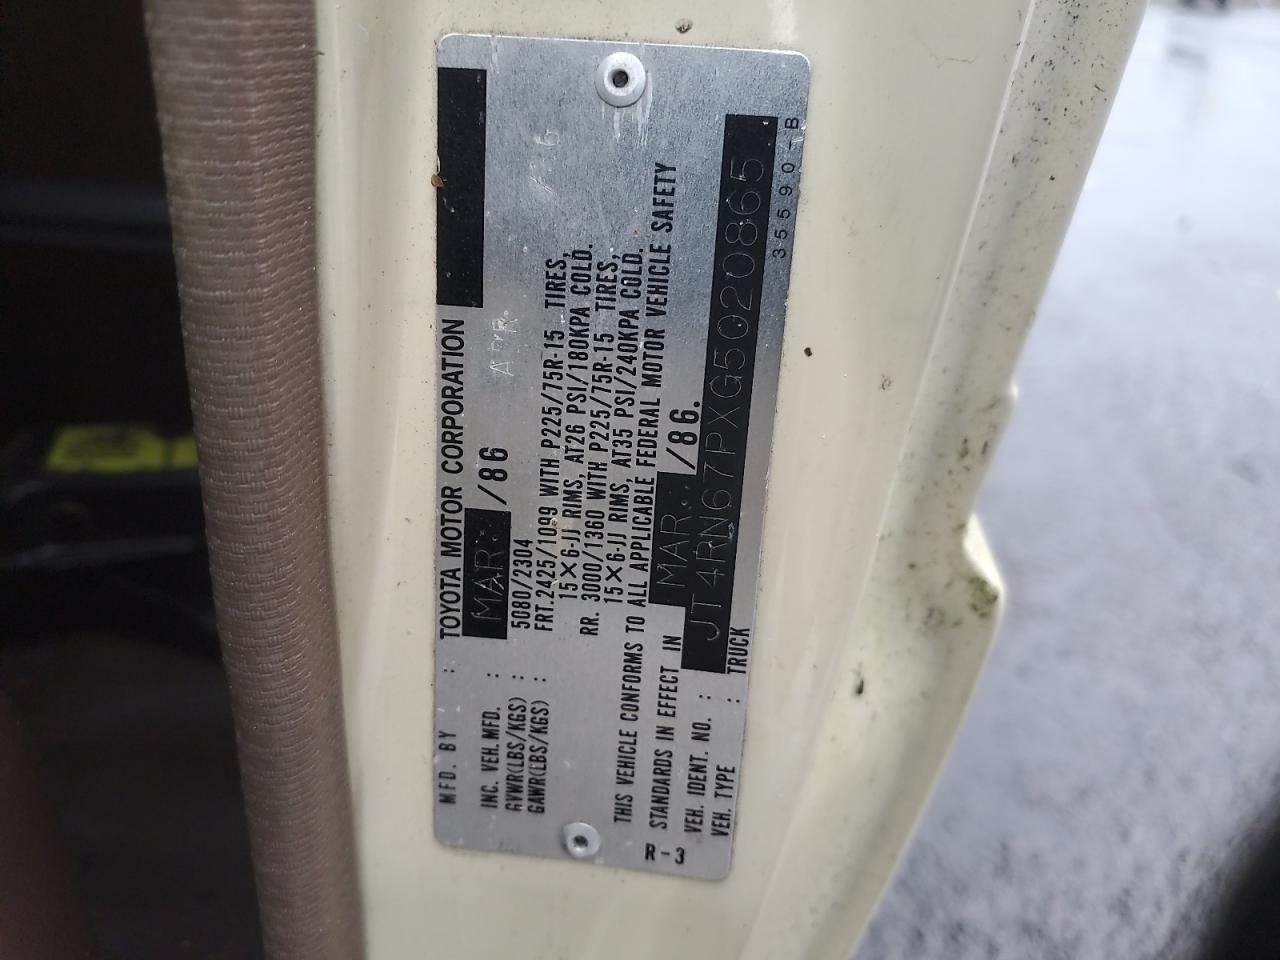 MFD. BY : TOYOTA MOTOR CORPORATION
INC. VEH. MFD. : MAR. /86
GVWR(LBS/KGS) : 5080/2304
GAWR(LBS/KGS) : FRT. 2425/1099 WITH P225/75R-15 TIRES,
15×6-JJ RIMS, AT26 PSI/180KPA COLD.
RR. 3000/1360 WITH P225/75R-15 TIRES,
15×6-JJ RIMS, AT35 PSI/240KPA COLD.
THIS VEHICLE CONFORMS TO ALL APPLICABLE FEDERAL MOTOR VEHICLE SAFETY
STANDARDS IN EFFECT IN MAR. /86.
VEH. IDENT. NO. : JT4RN67PXG5020865
VEH. TYPE : TRUCK
R-3
35590-B